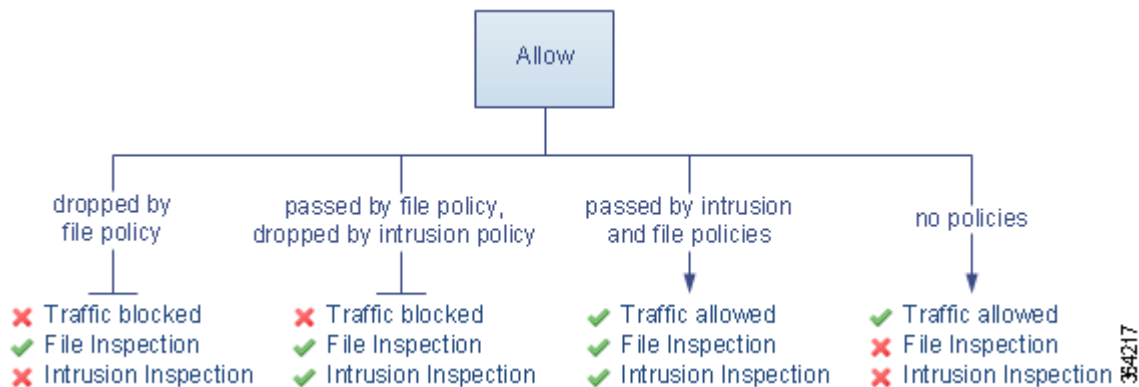 Allow
dropped by
file policy
passed by file policy,
dropped by intrusion policy
passed by intrusion
and file policies
no policies
Traffic blocked
File Inspection
Intrusion Inspection
Traffic blocked
File Inspection
Intrusion Inspection
Traffic allowed
File Inspection
Intrusion Inspection
Traffic allowed
File Inspection
Intrusion Inspection
364217